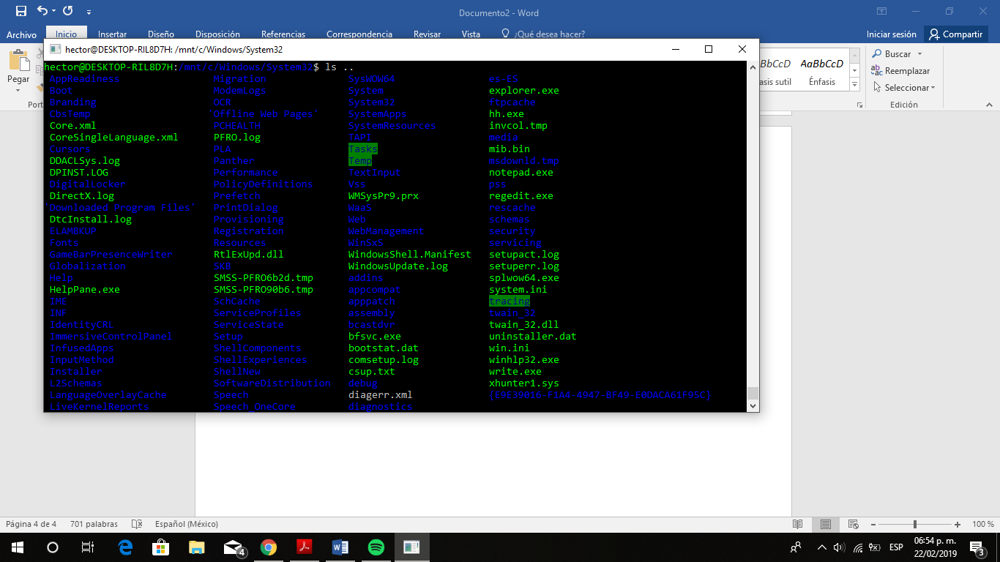 Documento2 - Word
Archivo Inicio Insertar Diseño Disposición Referencias Correspondencia Revisar Vista ¿Qué desea hacer? Iniciar sesión Compartir
Pegar
hector@DESKTOP-RIL8D7H: /mnt/c/Windows/System32
BbCcD AaBbCcD
Énfasis
Buscar
Reemplazar
Seleccionar
Edición
hector@DESKTOP-RIL8D7H:/mnt/c/Windows/System32$ ls ..
AppReadiness Migration SysWOW64 es-ES
Boot ModemLogs System explorer.exe
Branding OCR System32 ftpcache
CbsTemp 'Offline Web Pages' SystemApps hh.exe
Core.xml PCHEALTH SystemResources invcol.tmp
CoreSingleLanguage.xml PFRO.log TAPI media
Cursors PLA Tasks mib.bin
DDACLSys.log Panther Temp msdownld.tmp
DPINST.LOG Performance TextInput notepad.exe
DigitalLocker PolicyDefinitions Vss pss
DirectX.log Prefetch WMSysPr9.prx regedit.exe
'Downloaded Program Files' PrintDialog WaaS rescache
DtcInstall.log Provisioning Web schemas
ELAMBKUP Registration WebManagement security
Fonts Resources WinSxS servicing
GameBarPresenceWriter RtlExUpd.dll WindowsShell.Manifest setupact.log
Globalization SKB WindowsUpdate.log setuperr.log
Help SMSS-PFRO6b2d.tmp addins splwow64.exe
HelpPane.exe SMSS-PFRO90b6.tmp appcompat system.ini
IME SchCache apppatch tracing
INF ServiceProfiles assembly twain_32
IdentityCRL ServiceState bcastdvr twain_32.dll
ImmersiveControlPanel Setup bfsvc.exe uninstaller.dat
InfusedApps ShellComponents bootstat.dat win.ini
InputMethod ShellExperiences comsetup.log winhlp32.exe
Installer ShellNew csup.txt write.exe
L2Schemas SoftwareDistribution debug xhunter1.sys
LanguageOverlayCache Speech diagerr.xml {E9E39016-F1A4-4947-BF49-E0DACA61F95C}
LiveKernelReports Speech_OneCore diagnostics
Página 4 de 4 701 palabras Español (México) 100 %
4 ESP 06:54 p. m.
22/02/2019 3